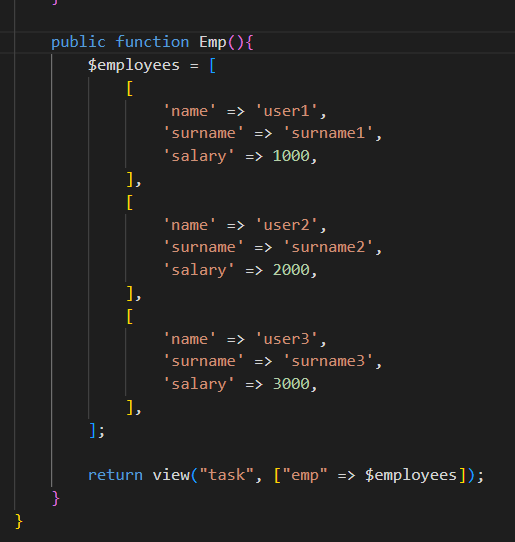 }
public function Emp(){
$employees = [
[
'name' => 'user1',
'surname' => 'surname1',
'salary' => 1000,
],
[
'name' => 'user2',
'surname' => 'surname2',
'salary' => 2000,
],
[
'name' => 'user3',
'surname' => 'surname3',
'salary' => 3000,
],
];
return view("task", ["emp" => $employees]);
}
}